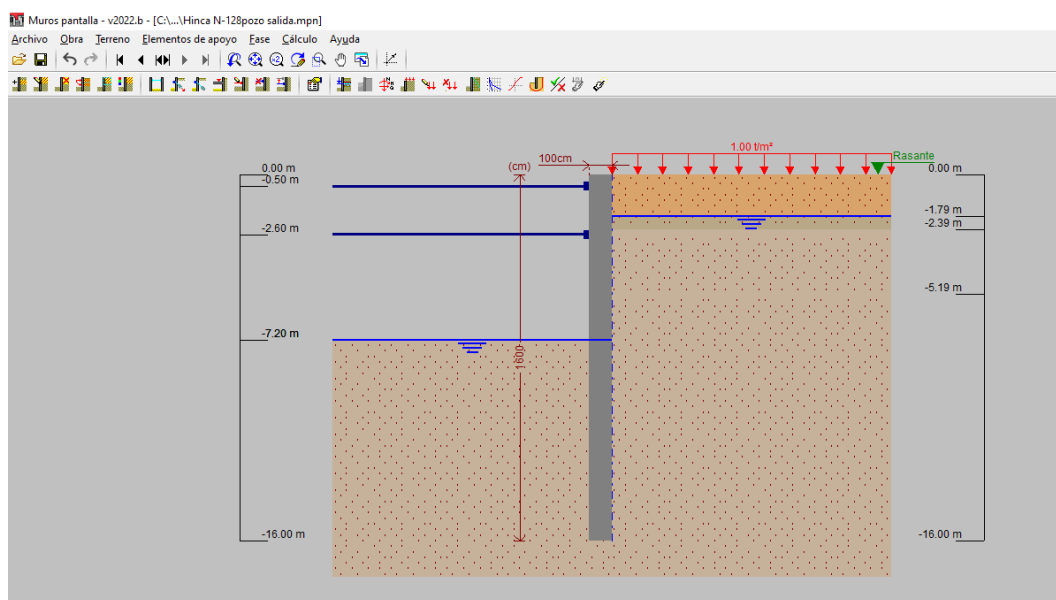 Muros pantalla - v2022.b - [C:\...\Hinca N-128pozo salida.mpn]
Archivo Obra Terreno Elementos de apoyo Fase Cálculo Ayuda
1.00 t/m²
Rasante
100cm
(cm)
0.00 m
0.00 m
-0.50 m
-1.79 m
-2.39 m
-2.60 m
-5.19 m
-7.20 m
1600
-16.00 m
-16.00 m